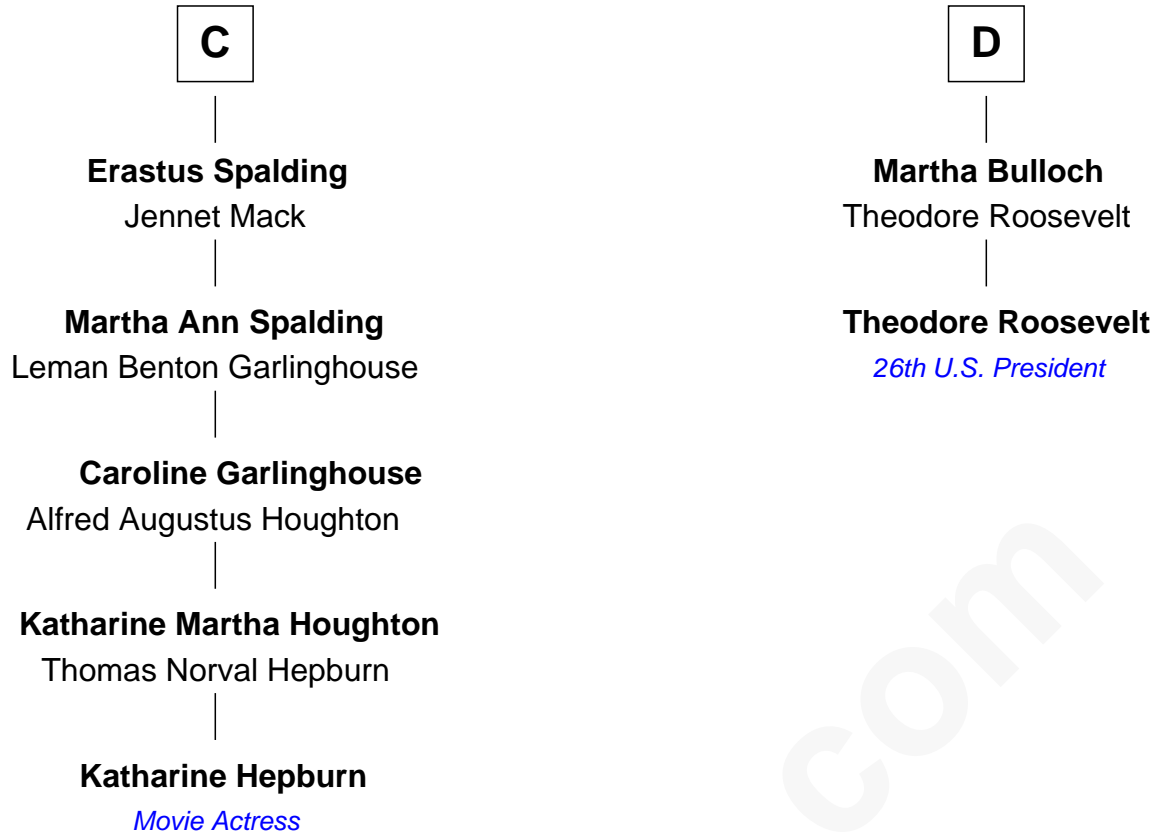 C
Erastus Spalding
Jennet Mack
Martha Ann Spalding
Leman Benton Garlinghouse
Caroline Garlinghouse
Alfred Augustus Houghton
Katharine Martha Houghton
Thomas Norval Hepburn
Katharine Hepburn
Movie Actress
D
Martha Bulloch
Theodore Roosevelt
Theodore Roosevelt
26th U.S. President
com